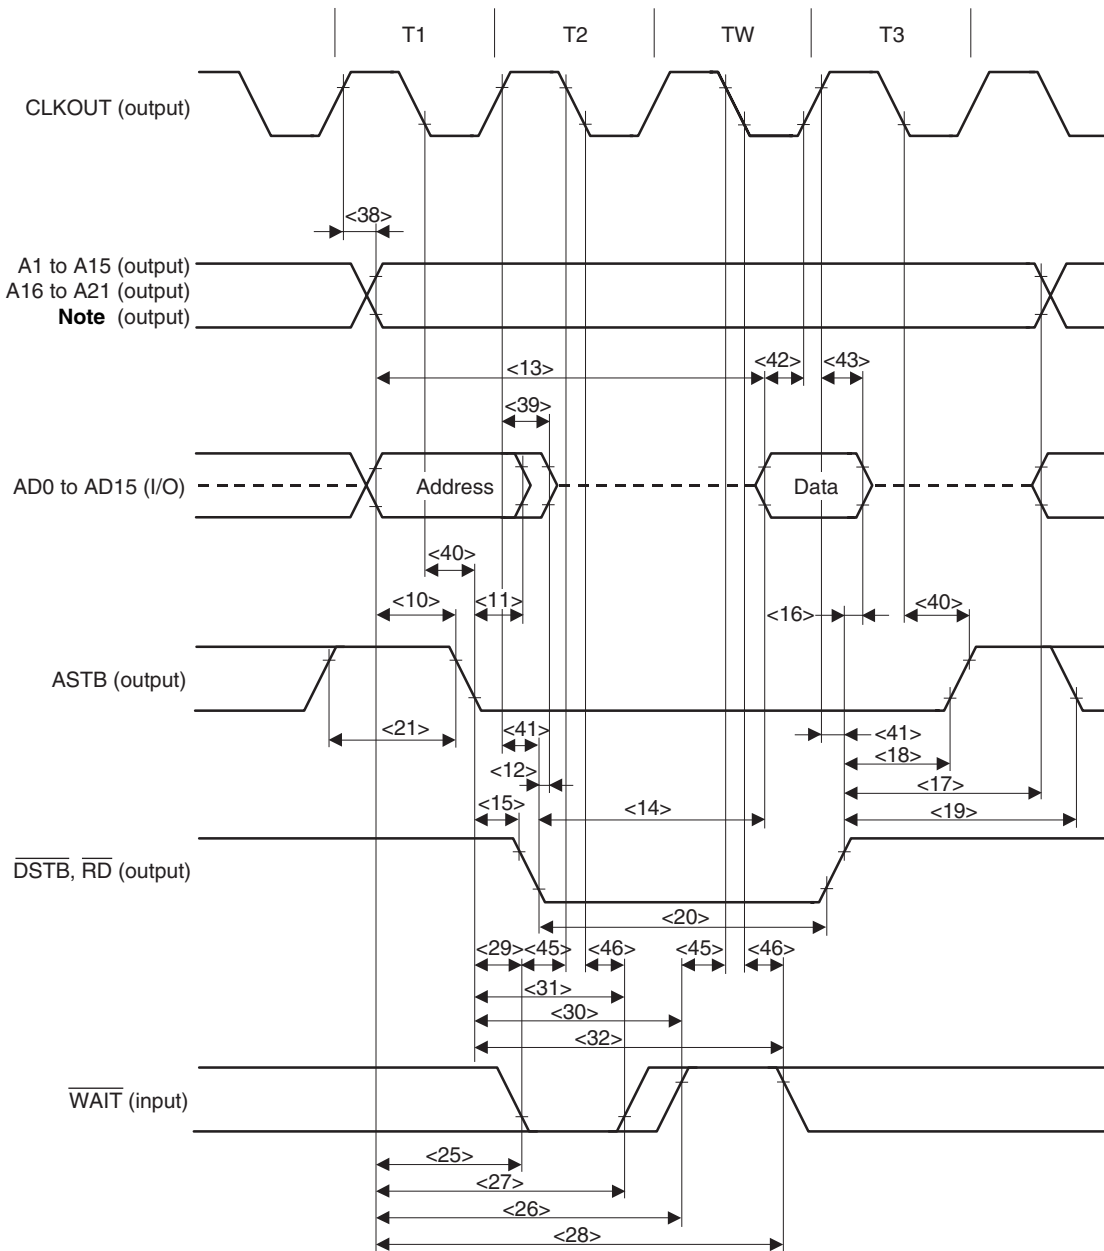 T1 T2 TW T3
CLKOUT (output)
<38>
A1 to A15 (output)
A16 to A21 (output)
Note (output)
<13> <42> <43>
<39>
AD0 to AD15 (I/O) Address Data
<40>
<10> <11> <16> <40>
ASTB (output)
<21> <41> <41>
<18>
<12> <17>
<15> <14> <19>
DSTB, RD (output)
<20>
<29> <45> <46> <45> <46>
<31>
<30>
<32>
WAIT (input)
<25>
<27>
<26>
<28>